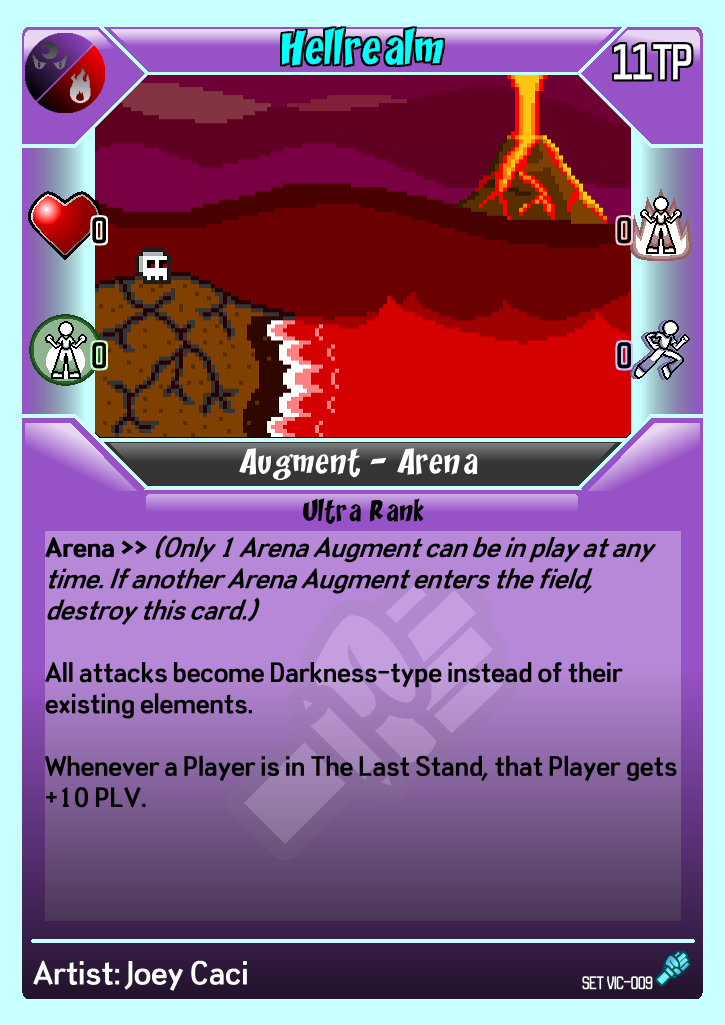 Hellrealm
11TP
0
0
0
0
Augment - Arena
Ultra Rank
Arena >> (Only 1 Arena Augment can be in play at any
time. If another Arena Augment enters the field,
destroy this card.)
All attacks become Darkness-type instead of their
existing elements.
Whenever a Player is in The Last Stand, that Player gets
+10 PLV.
Artist: Joey Caci
SET VIC-009